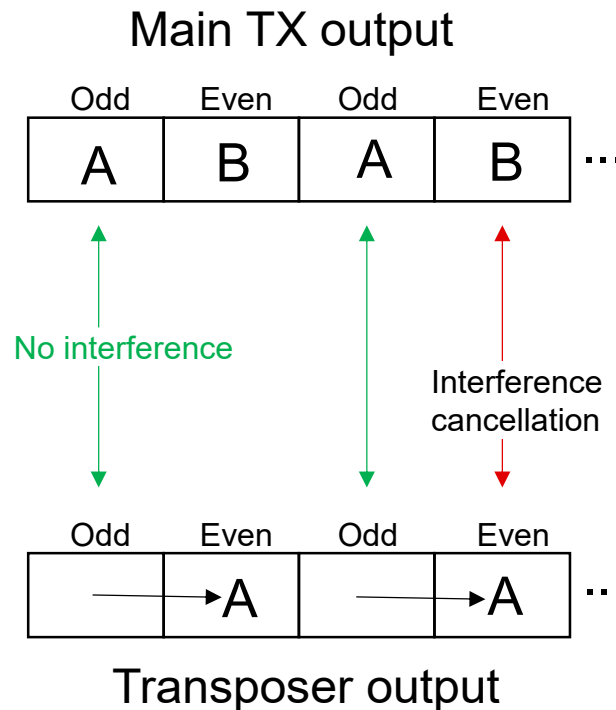 Main TX output
Odd Even Odd Even
A B A B ...
No interference
Interference
cancellation
Odd Even Odd Even
A A ..
Transposer output